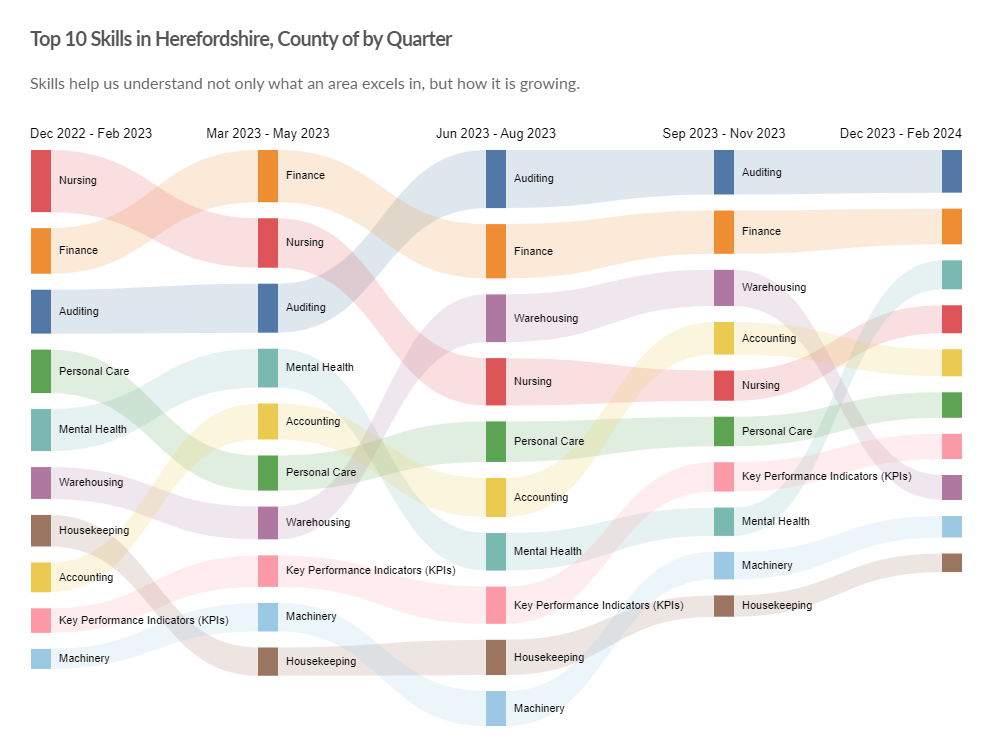 Top 10 Skills in Herefordshire, County of by Quarter
Skills help us understand not only what an area excels in, but how it is growing.
Dec 2022 - Feb 2023
Mar 2023 - May 2023
Jun 2023 - Aug 2023
Sep 2023 - Nov 2023
Dec 2023 - Feb 2024
Nursing
Finance
Auditing
Personal Care
Mental Health
Warehousing
Housekeeping
Accounting
Key Performance Indicators (KPIs)
Machinery
Finance
Nursing
Auditing
Mental Health
Accounting
Personal Care
Warehousing
Key Performance Indicators (KPIs)
Machinery
Housekeeping
Auditing
Finance
Warehousing
Nursing
Personal Care
Accounting
Mental Health
Key Performance Indicators (KPIs)
Housekeeping
Machinery
Auditing
Finance
Warehousing
Accounting
Nursing
Personal Care
Key Performance Indicators (KPIs)
Mental Health
Machinery
Housekeeping